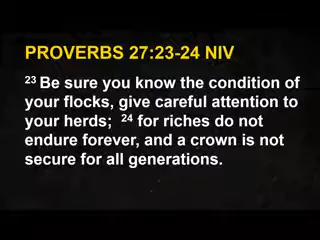 PROVERBS 27:23-24 NIV
23 Be sure you know the condition of
your flocks, give careful attention to
your herds; 24 for riches do not
endure forever, and a crown is not
secure for all generations.